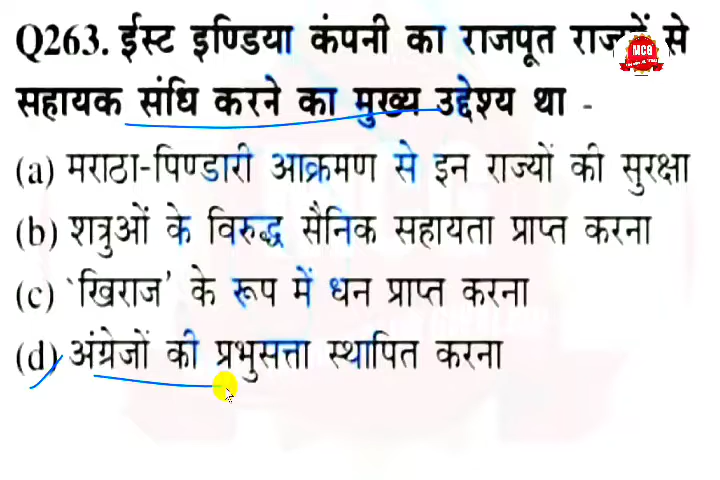 Q263. ईस्ट इण्डिया कंपनी का राजपूत राज्यों से
MCG
सहायक संधि करने का मुख्य उद्देश्य था -
(a) मराठा-पिण्डारी आक्रमण से इन राज्यों की सुरक्षा
(b) शत्रुओं के विरुद्ध सैनिक सहायता प्राप्त करना
(c) 'खिराज' के रूप में धन प्राप्त करना
(d) अंग्रेजों की प्रभुसत्ता स्थापित करना